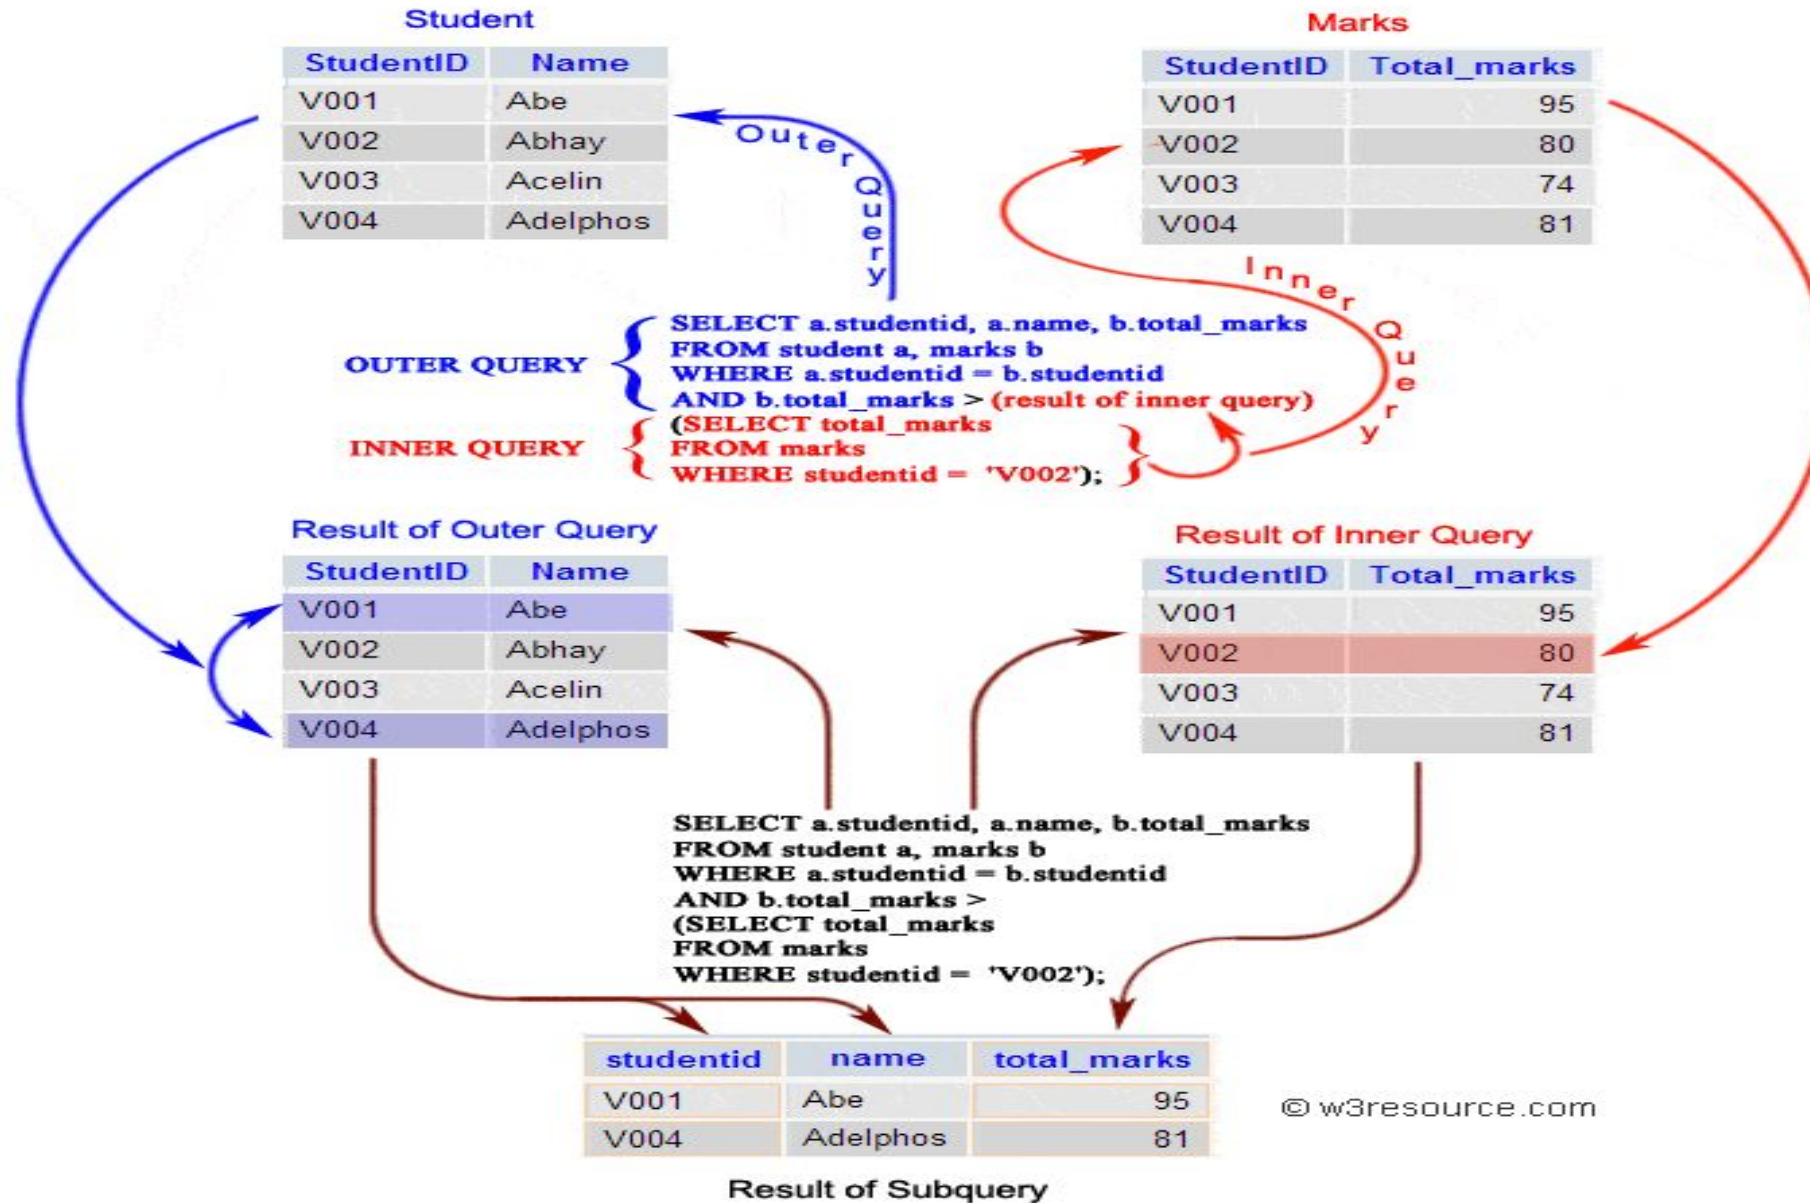 Student
StudentID Name
V001 Abe
V002 Abhay
V003 Acelin
V004 Adelphos
Marks
StudentID Total_marks
V001 95
V002 80
V003 74
V004 81
Outer Query
Inner Query
OUTER QUERY
SELECT a.studentid, a.name, b.total_marks
FROM student a, marks b
WHERE a.studentid = b.studentid
AND b.total_marks > (result of inner query)
INNER QUERY
(SELECT total_marks
FROM marks
WHERE studentid = 'V002');
Result of Outer Query
StudentID Name
V001 Abe
V002 Abhay
V003 Acelin
V004 Adelphos
Result of Inner Query
StudentID Total_marks
V001 95
V002 80
V003 74
V004 81
SELECT a.studentid, a.name, b.total_marks
FROM student a, marks b
WHERE a.studentid = b.studentid
AND b.total_marks >
(SELECT total_marks
FROM marks
WHERE studentid = 'V002');
studentid name total_marks
V001 Abe 95
V004 Adelphos 81
© w3resource.com
Result of Subquery